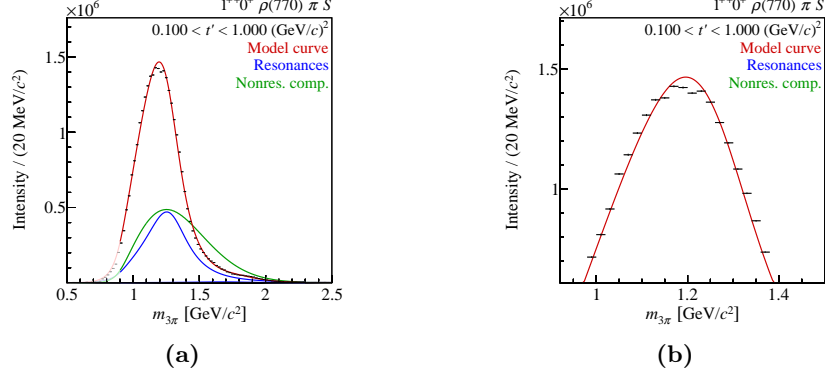 ×10⁶
1⁺⁺0⁺ ρ(770) π S
0.100 < t′ < 1.000 (GeV/c)²
Model curve
Resonances
Nonres. comp.
Intensity / (20 MeV/c²)
1.5
1
0.5
0.5 1 1.5 2 2.5
m₃π [GeV/c²]
(a)
×10⁶
1⁺⁺0⁺ ρ(770) π S
0.100 < t′ < 1.000 (GeV/c)²
Model curve
Resonances
Nonres. comp.
Intensity / (20 MeV/c²)
1.5
1
1 1.2 1.4
m₃π [GeV/c²]
(b)